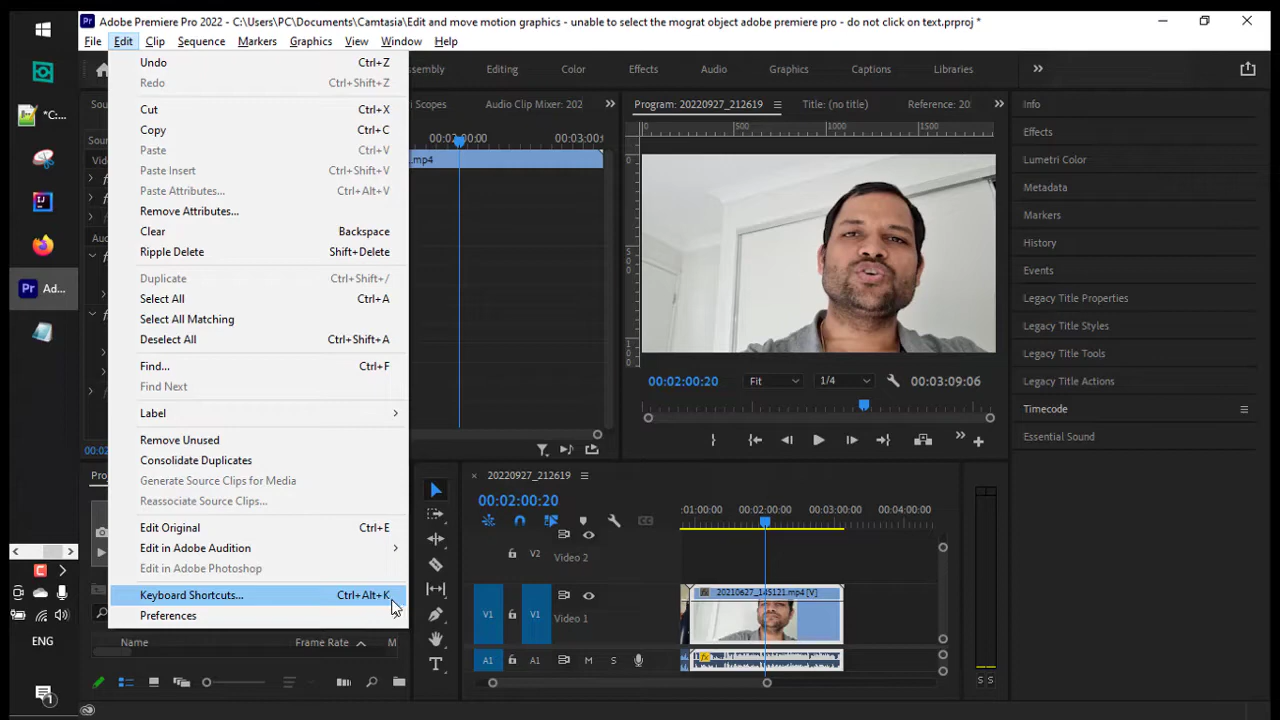 Adobe Premiere Pro 2022 - C:\Users\PC\Documents\Camtasia\Edit and move motion graphics - unable to select the mograt object adobe premiere pro - do not click on text.prproj *
File Edit Clip Sequence Markers Graphics View Window Help
Undo Ctrl+Z
Redo Ctrl+Shift+Z
Cut Ctrl+X
Copy Ctrl+C
Paste Ctrl+V
Paste Insert Ctrl+Shift+V
Paste Attributes... Ctrl+Alt+V
Remove Attributes...
Clear Backspace
Ripple Delete Shift+Delete
Duplicate Ctrl+Shift+/
Select All Ctrl+A
Select All Matching
Deselect All Ctrl+Shift+A
Find... Ctrl+F
Find Next
Label
Remove Unused
Consolidate Duplicates
Generate Source Clips for Media
Reassociate Source Clips...
Edit Original Ctrl+E
Edit in Adobe Audition
Edit in Adobe Photoshop
Keyboard Shortcuts... Ctrl+Alt+K
Preferences
Editing Color Effects Audio Graphics Captions Libraries
Scopes Audio Clip Mixer: 202
00:02:00:00 00:03:00:
.mp4
Program: 20220927_212619 Title: (no title) Reference: 20
0 500 1000 1500
00:02:00:20 Fit 1/4 00:03:09:06
Info
Effects
Lumetri Color
Metadata
Markers
History
Events
Legacy Title Properties
Legacy Title Styles
Legacy Title Tools
Legacy Title Actions
Timecode
Essential Sound
× 20220927_212619
00:02:00:20
:01:00:00 00:02:00:00 00:03:00:00 00:04:00:00
V2 Video 2
V1 V1 Video 1
20210627_145121.mp4 [V]
A1 A1 M S
S S
Name Frame Rate M
*C:...
Pr Ad...
ENG